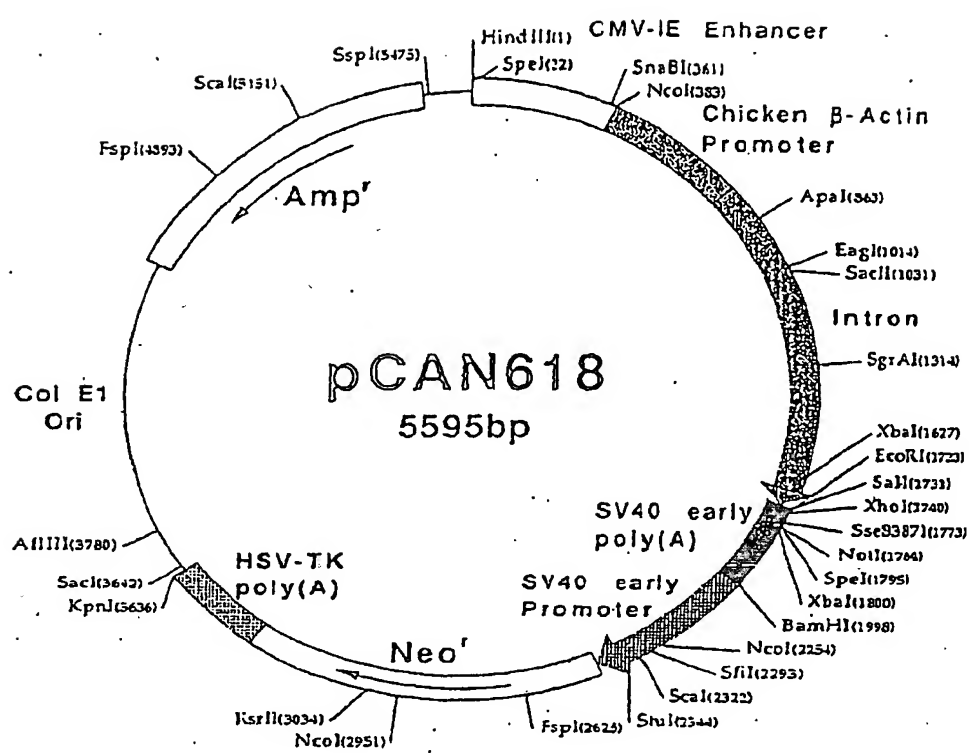 HindIII(1)
CMV-IE Enhancer
SpeI(22)
SspI(5475)
SnaBI(361)
NcoI(383)
ScaI(5151)
Chicken β-Actin
Promoter
FspI(4893)
Ampʳ
ApaI(863)
EagI(1014)
SacII(1031)
Intron
pCAN618
5595bp
SgrAI(1314)
Col E1
Ori
XbaI(1627)
EcoRI(1723)
SalI(1731)
XhoI(1740)
Sse8387I(1773)
NotI(1784)
SpeI(1795)
XbaI(1800)
BamHI(1998)
SV40 early
poly(A)
SV40 early
Promoter
AflIII(3780)
HSV-TK
poly(A)
SacI(3642)
KpnI(3636)
Neoʳ
NcoI(2254)
SfiI(2293)
ScaI(2322)
StuI(2344)
FspI(2625)
RsrII(3034)
NcoI(2951)